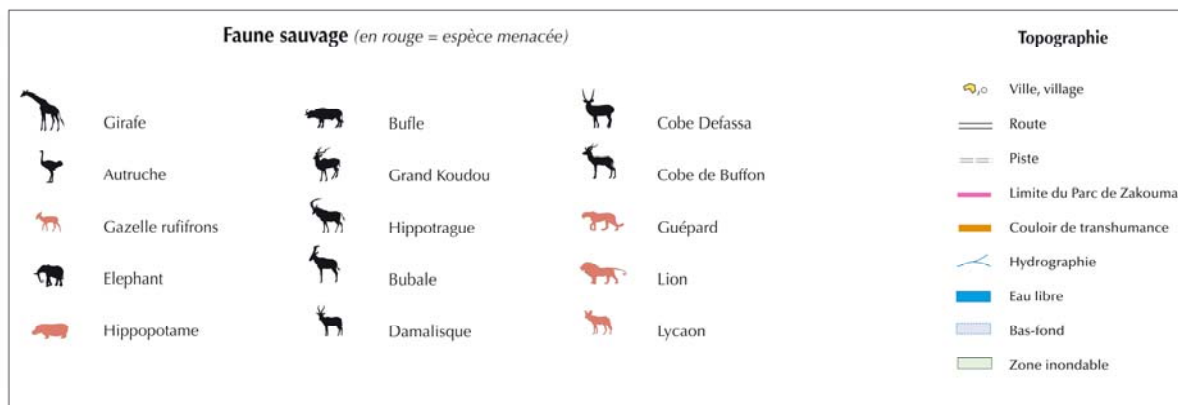 Faune sauvage (en rouge = espèce menacée)
Girafe
Autruche
Gazelle rufifrons
Elephant
Hippopotame
Bufle
Grand Koudou
Hippotrague
Bubale
Damalisque
Cobe Defassa
Cobe de Buffon
Guépard
Lion
Lycaon
Topographie
Ville, village
Route
Piste
Limite du Parc de Zakouma
Couloir de transhumance
Hydrographie
Eau libre
Bas-fond
Zone inondable